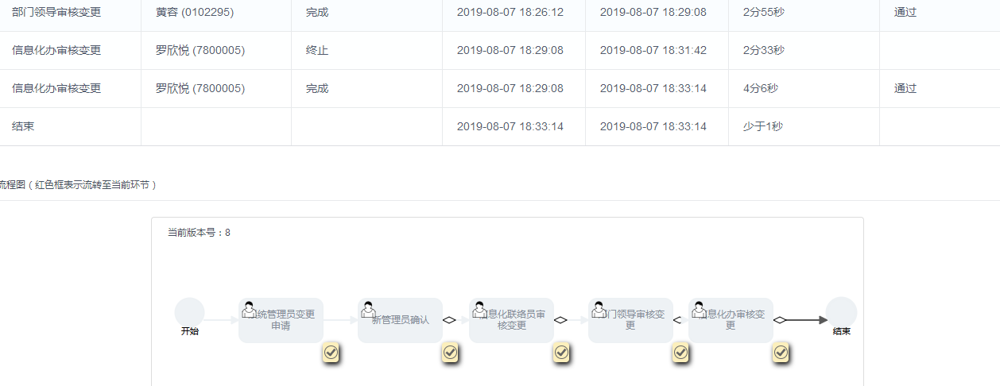 部门领导审核变更 黄容 (0102295) 完成 2019-08-07 18:26:12 2019-08-07 18:29:08 2分55秒 通过
信息化办审核变更 罗欣悦 (7800005) 终止 2019-08-07 18:29:08 2019-08-07 18:31:42 2分33秒
信息化办审核变更 罗欣悦 (7800005) 完成 2019-08-07 18:29:08 2019-08-07 18:33:14 4分6秒 通过
结束 2019-08-07 18:33:14 2019-08-07 18:33:14 少于1秒
流程图 ( 红色框表示流转至当前环节 )
当前版本号：8
开始
系统管理员变更
申请
新管理员确认
信息化联络员审
核变更
部门领导审核变
更
信息化办审核变
更
结束